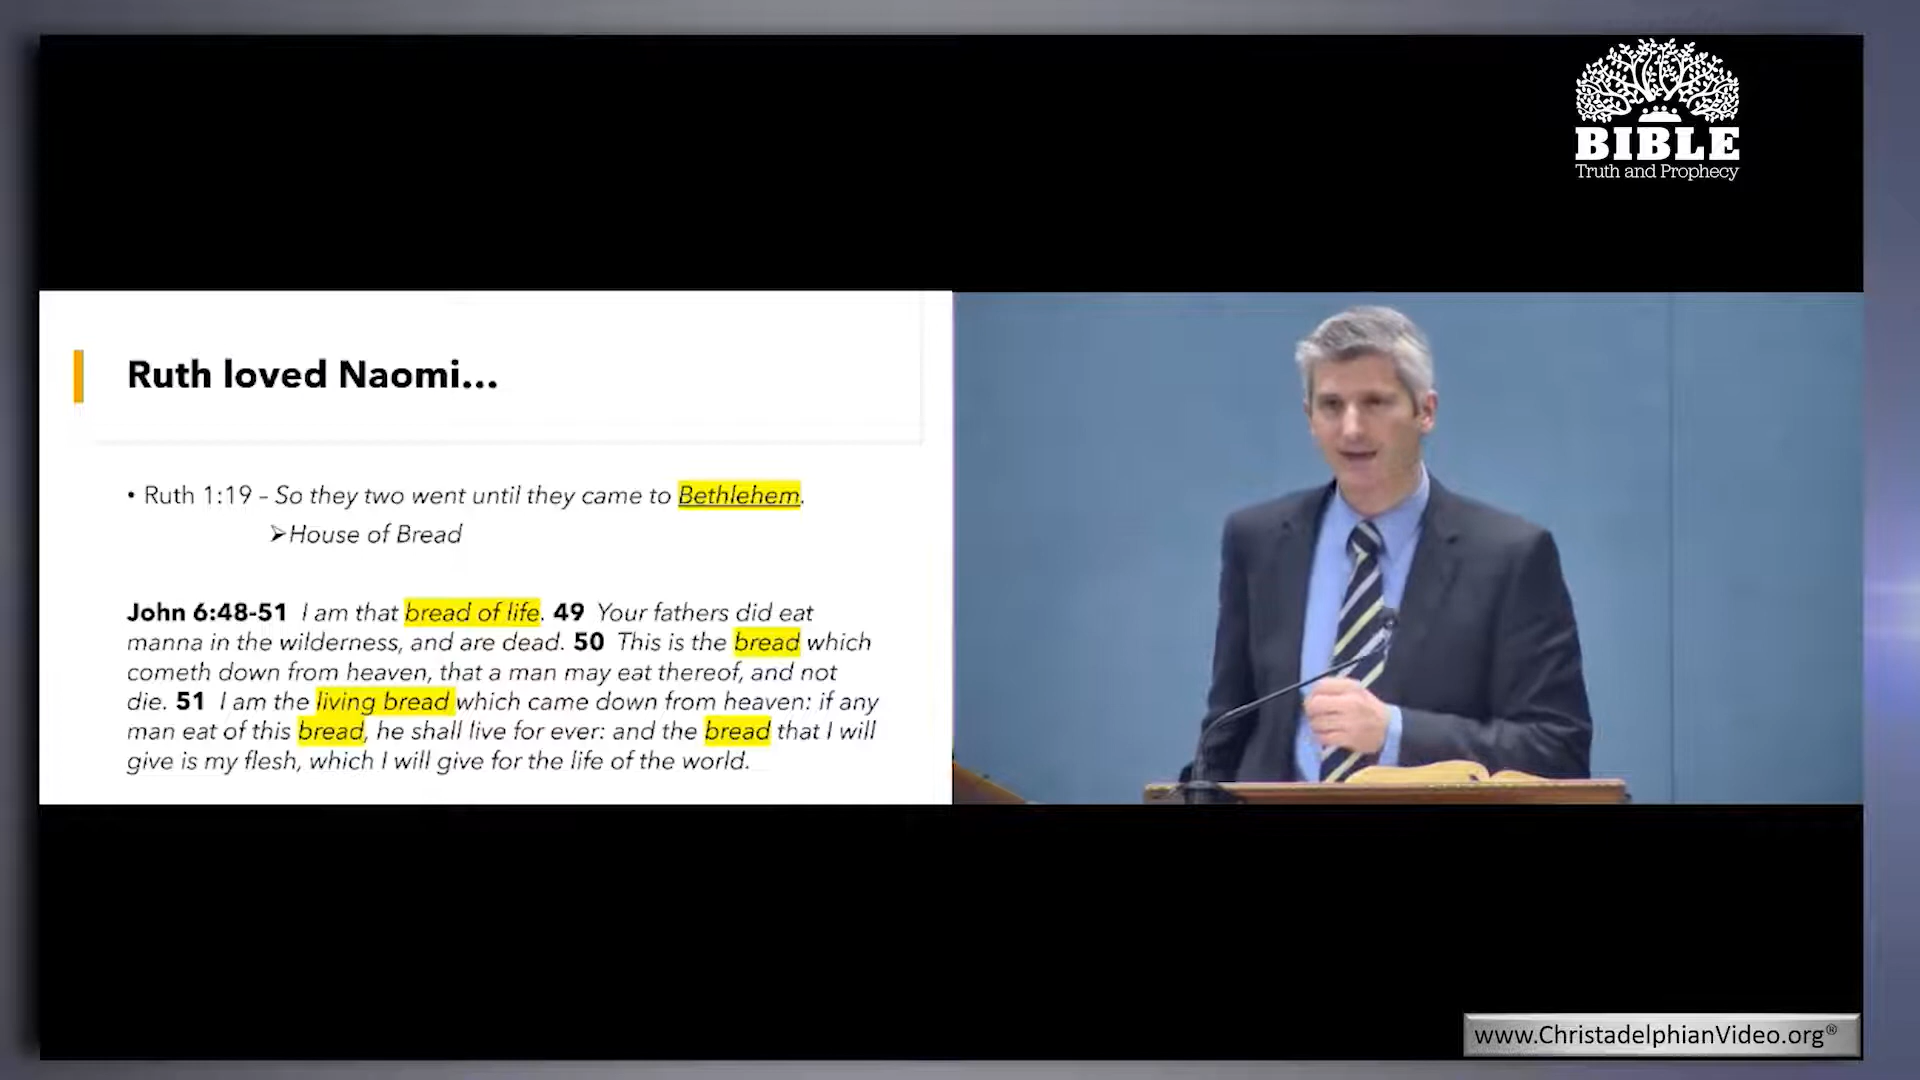 BIBLE
Truth and Prophecy
Ruth loved Naomi...
• Ruth 1:19 – So they two went until they came to Bethlehem.
➢House of Bread
John 6:48-51 I am that bread of life. 49 Your fathers did eat
manna in the wilderness, and are dead. 50 This is the bread which
cometh down from heaven, that a man may eat thereof, and not
die. 51 I am the living bread which came down from heaven: if any
man eat of this bread, he shall live for ever: and the bread that I will
give is my flesh, which I will give for the life of the world.
www.ChristadelphianVideo.org®